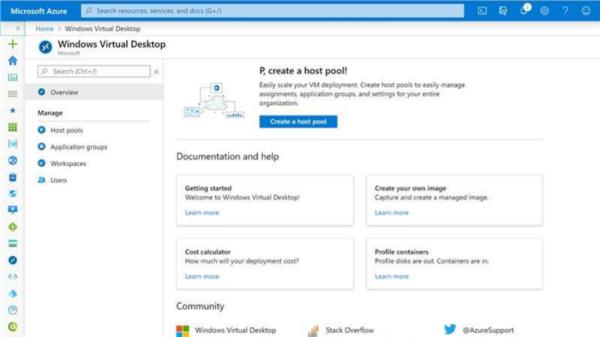 Microsoft Azure
Search resources, services, and docs (G+/)
Home > Windows Virtual Desktop
Windows Virtual Desktop
Microsoft
Search (Ctrl+/)
«
Overview
Manage
Host pools
Application groups
Workspaces
Users
P, create a host pool!
Easily scale your VM deployment. Create host pools to easily manage
assignments, application groups, and settings for your entire
organization.
Create a host pool
Documentation and help
Getting started
Welcome to Windows Virtual Desktop!
Learn more
Create your own image
Capture and create a managed image.
Learn more
Cost calculator
How much will your deployment cost?
Learn more
Profile containers
Profile disks are out. Containers are in.
Learn more
Community
Windows Virtual Desktop
Stack Overflow
@AzureSupport